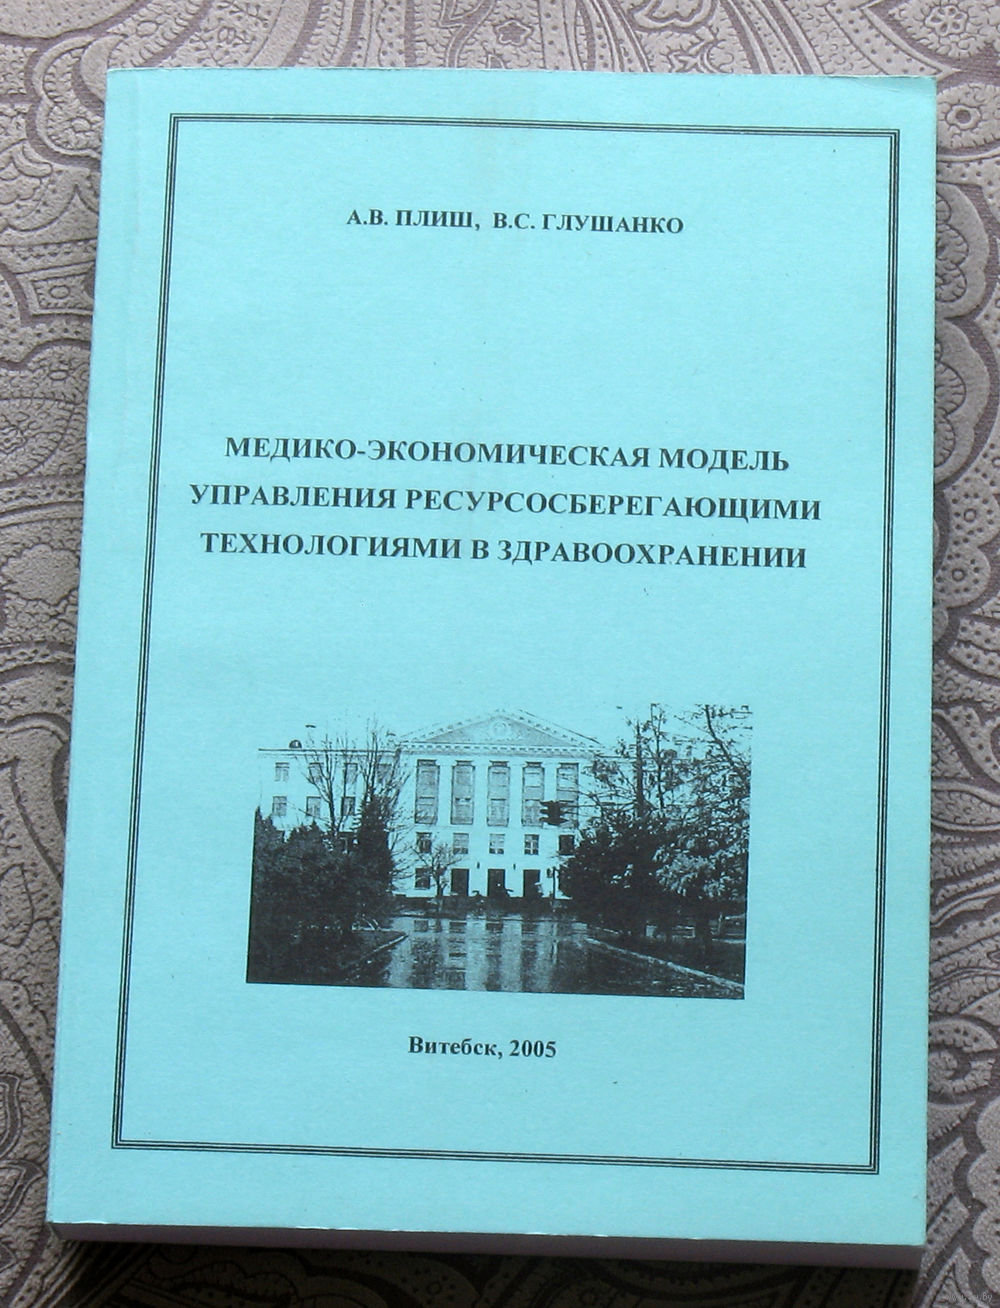 А.В. ПЛИШ, В.С. ГЛУШАНКО
МЕДИКО-ЭКОНОМИЧЕСКАЯ МОДЕЛЬ
УПРАВЛЕНИЯ РЕСУРСОСБЕРЕГАЮЩИМИ
ТЕХНОЛОГИЯМИ В ЗДРАВООХРАНЕНИИ
Витебск, 2005